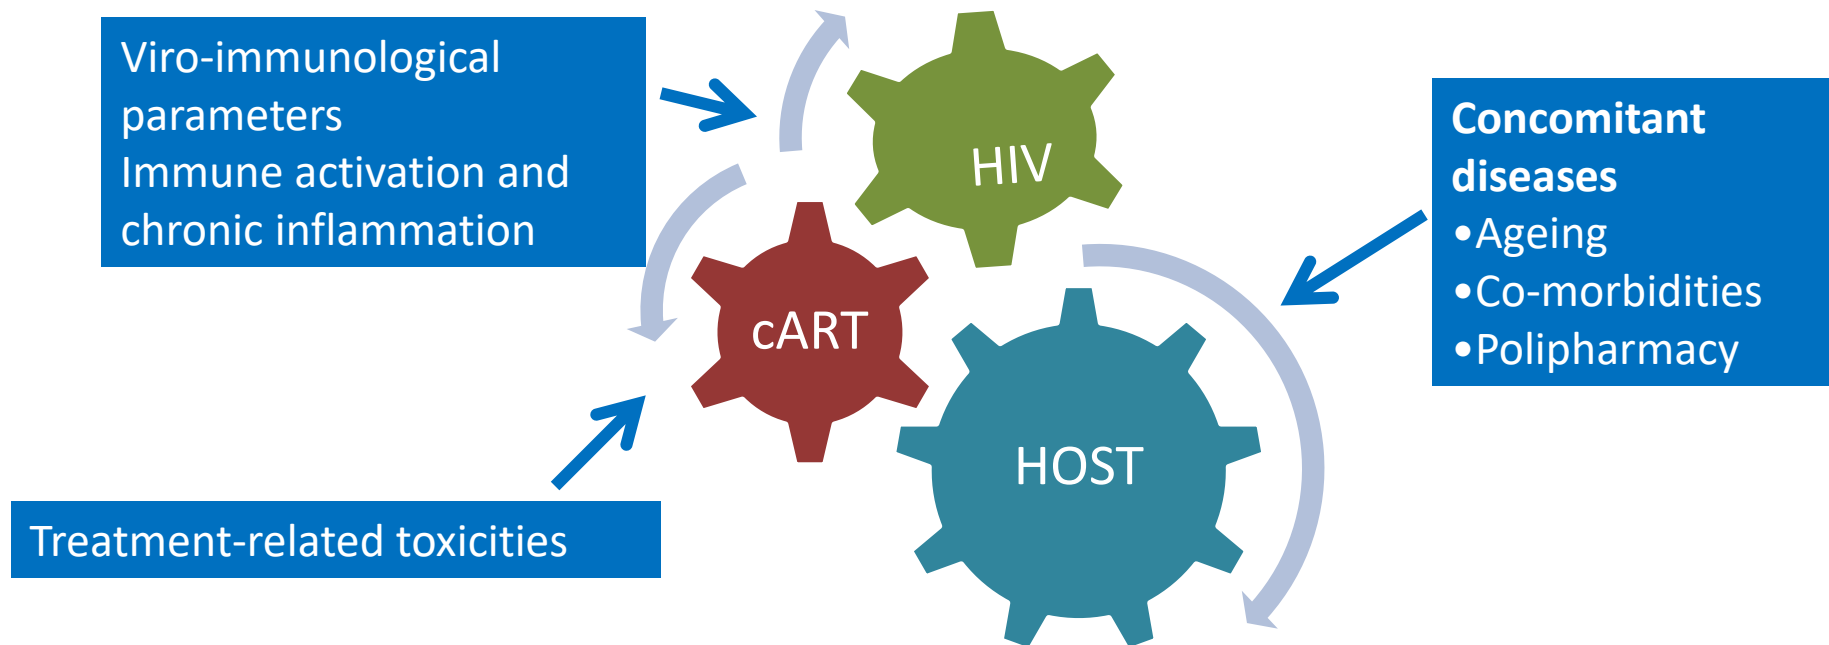 Viro-immunological
parameters
Immune activation and
chronic inflammation
HIV
Concomitant
diseases
•Ageing
•Co-morbidities
•Polipharmacy
cART
HOST
Treatment-related toxicities